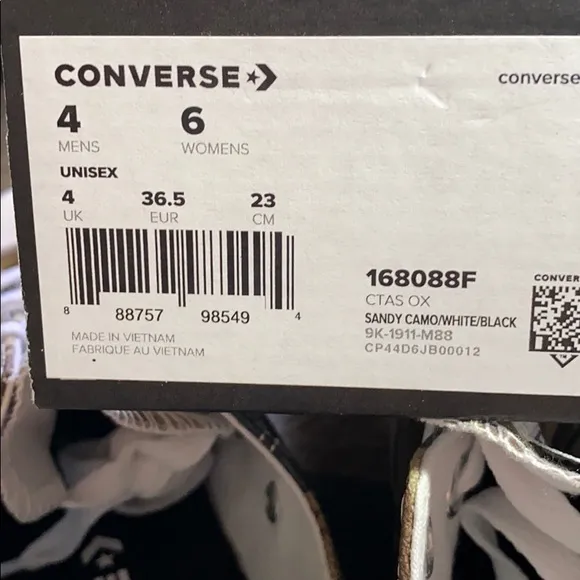 CONVERSE
converse
4 6
MENS WOMENS
UNISEX
4 36.5 23
UK EUR CM
8 88757 98549 4
MADE IN VIETNAM
FABRIQUE AU VIETNAM
168088F
CTAS OX
SANDY CAMO/WHITE/BLACK
9K-1911-M88
CP44D6JB00012
CONVER
TM